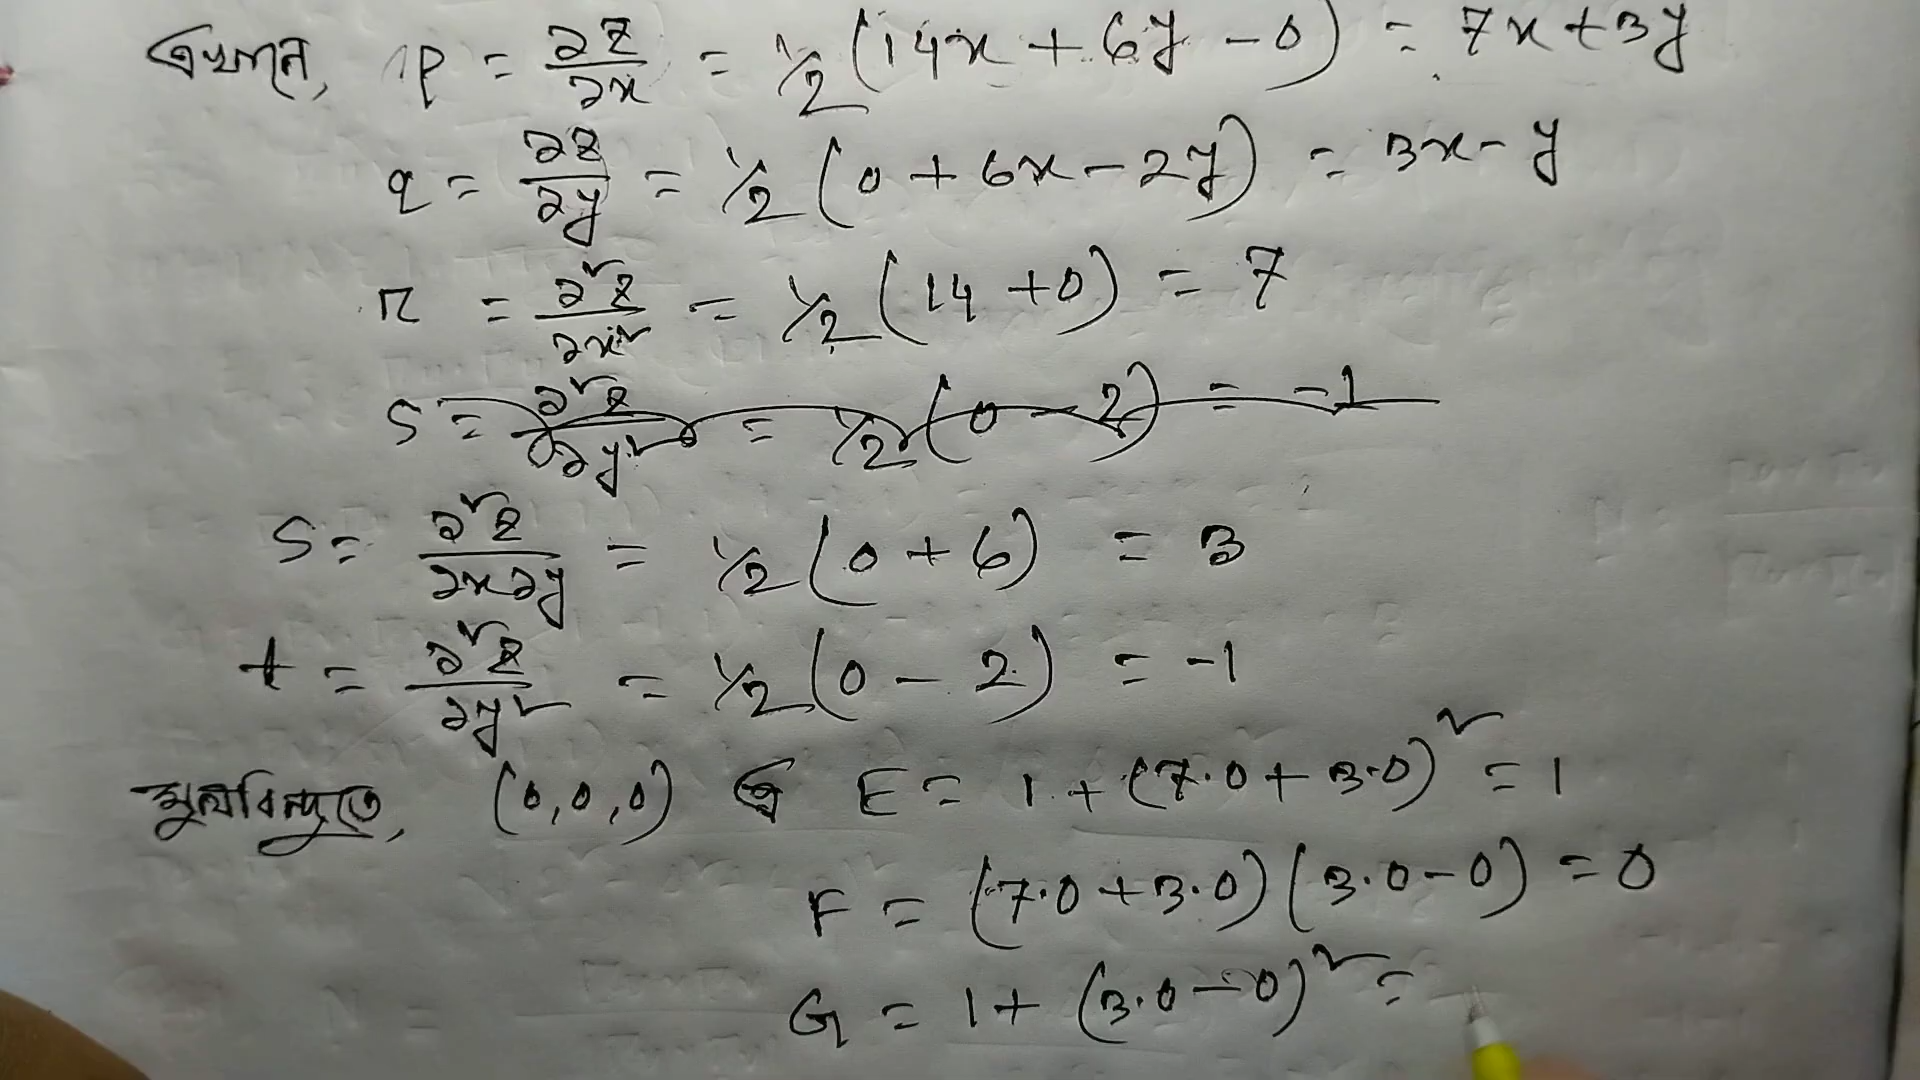 এখানে, p = ∂z/∂x = 1/2 (14x + 6y - 0) = 7x + 3y
q = ∂z/∂y = 1/2 (0 + 6x - 2y) = 3x - y
r = ∂²z/∂x² = 1/2 (14 + 0) = 7
S = ∂²z/∂y² = 1/2 (0 - 2) = -1
S = ∂²z/∂x∂y = 1/2 (0 + 6) = 3
t = ∂²z/∂y² = 1/2 (0 - 2) = -1
মূলবিন্দুতে, (0,0,0) এ E = 1 + (7.0 + 3.0)² = 1
F = (7.0 + 3.0) (3.0 - 0) = 0
G = 1 + (3.0 - 0)² =